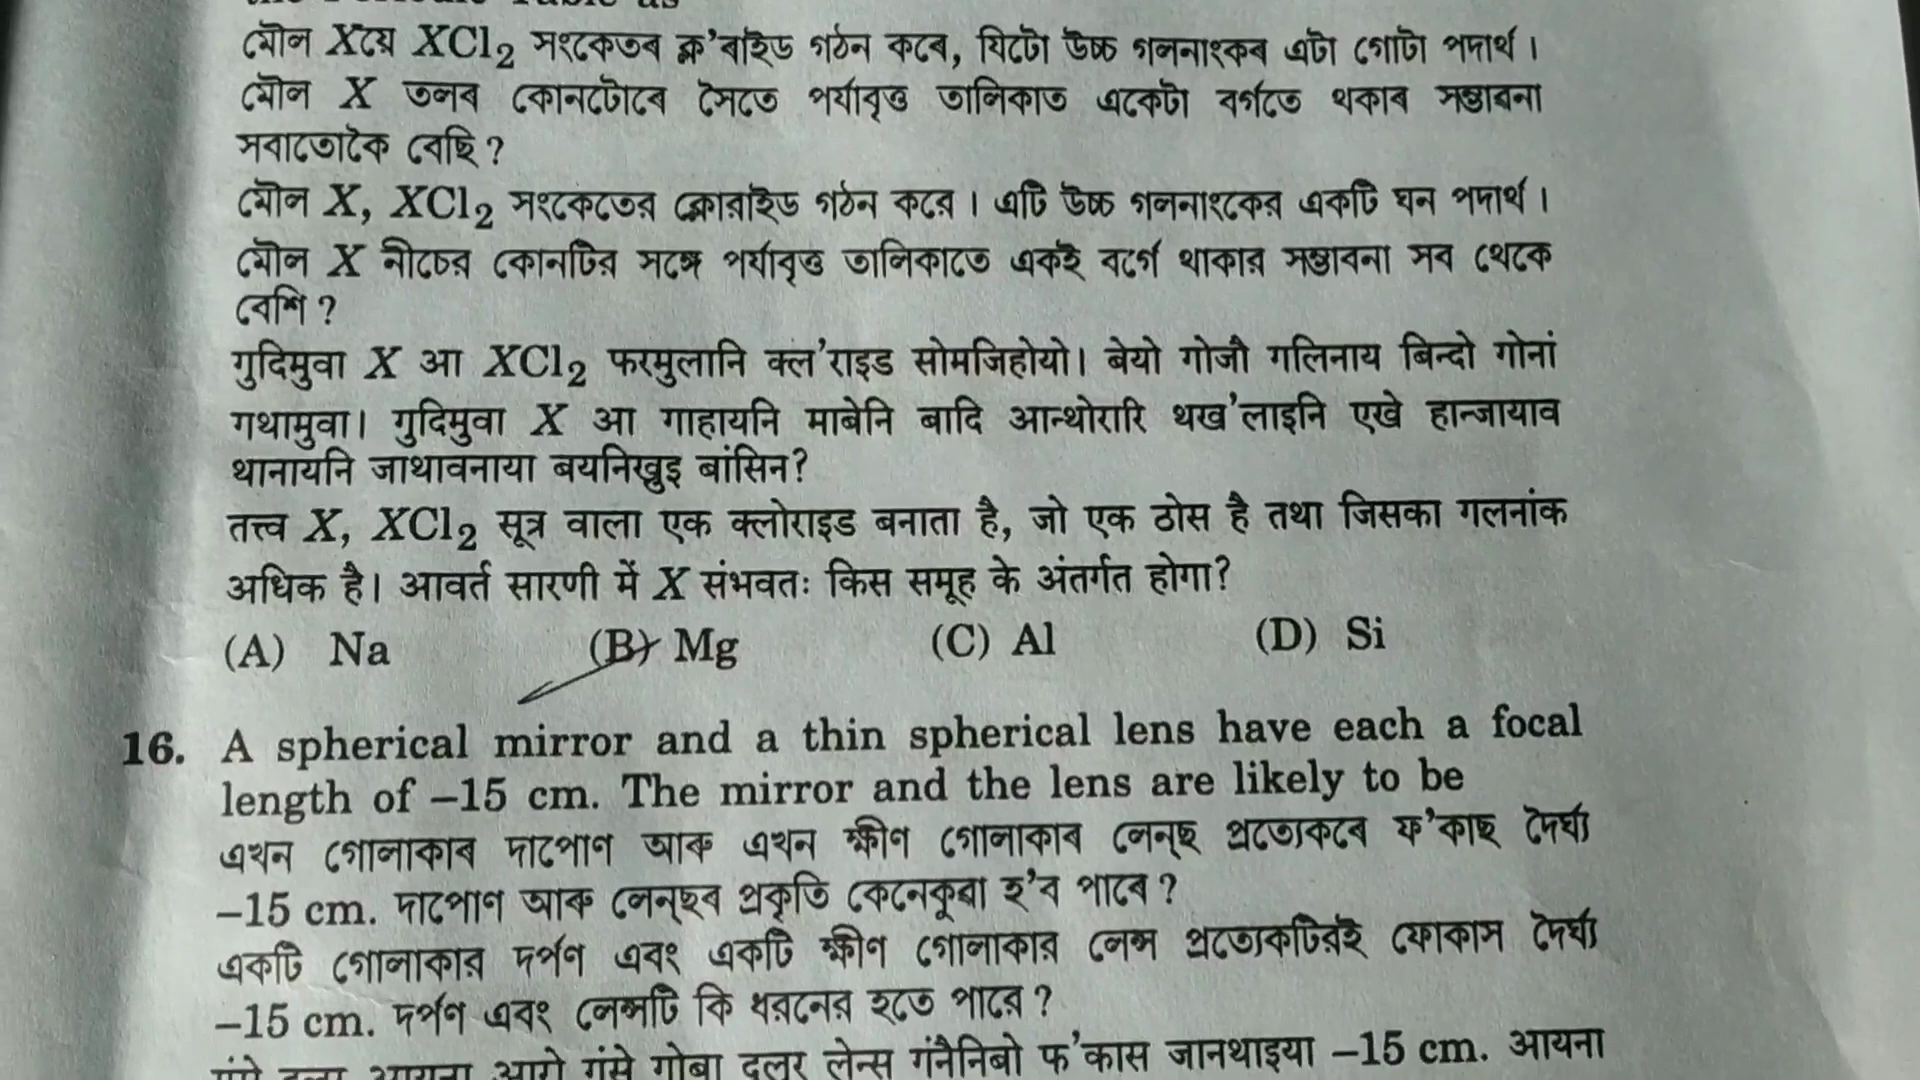 the Periodic Table as
মৌল Xয়ে XCl₂ সংকেতৰ ক্ল'ৰাইড গঠন কৰে, যিটো উচ্চ গলনাংকৰ এটা গোটা পদাৰ্থ।
মৌল X তলৰ কোনটোৰে সৈতে পৰ্যাবৃত্ত তালিকাত একেটা বৰ্গতে থকাৰ সম্ভাৱনা
সবাতোকৈ বেছি ?
মৌল X, XCl₂ সংকেতের ক্লোরাইড গঠন করে। এটি উচ্চ গলনাংকের একটি ঘন পদার্থ।
মৌল X নীচের কোনটির সঙ্গে পর্যাবৃত্ত তালিকাতে একই বর্গে থাকার সম্ভাবনা সব থেকে
বেশি ?
गुदिमुवा X आ XCl₂ फरमुलानि क्ल'राइड सोमजिहोयो। बेयो गोजौ गलिनाय बिन्दो गोनां
गथामुवा। गुदिमुवा X आ गाहायनि माबेनि बादि आन्थोरारि थख'लाइनि एखे हान्जायाव
थानायनि जाथावनाया बयनिख्रुइ बांसिन?
तत्त्व X, XCl₂ सूत्र वाला एक क्लोराइड बनाता है, जो एक ठोस है तथा जिसका गलनांक
अधिक है। आवर्त सारणी में X संभवतः किस समूह के अंतर्गत होगा?
(A) Na (B) Mg (C) Al (D) Si
16. A spherical mirror and a thin spherical lens have each a focal
length of –15 cm. The mirror and the lens are likely to be
এখন গোলাকাৰ দাপোণ আৰু এখন ক্ষীণ গোলাকাৰ লেন্‌ছ প্ৰত্যেকৰে ফ'কাছ দৈৰ্ঘ্য
–15 cm. দাপোণ আৰু লেন্‌ছৰ প্ৰকৃতি কেনেকুৱা হ'ব পাৰে ?
একটি গোলাকার দর্পণ এবং একটি ক্ষীণ গোলাকার লেন্স প্রত্যেকটিরই ফোকাস দৈর্ঘ্য
–15 cm. দর্পণ এবং লেন্সটি কি ধরনের হতে পারে ?
गंसे दुला आयना आरो गंसे गोबा दुलुर लेन्स गंनैनिबो फ'कास जानथाइया –15 cm. आयना